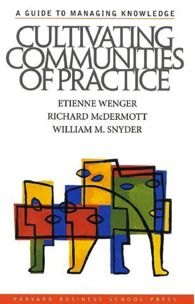 A GUIDE TO MANAGING KNOWLEDGE
CULTIVATING
COMMUNITIES
OF PRACTICE
ETIENNE WENGER
RICHARD McDERMOTT
WILLIAM M. SNYDER
HARVARD BUSINESS SCHOOL PRESS